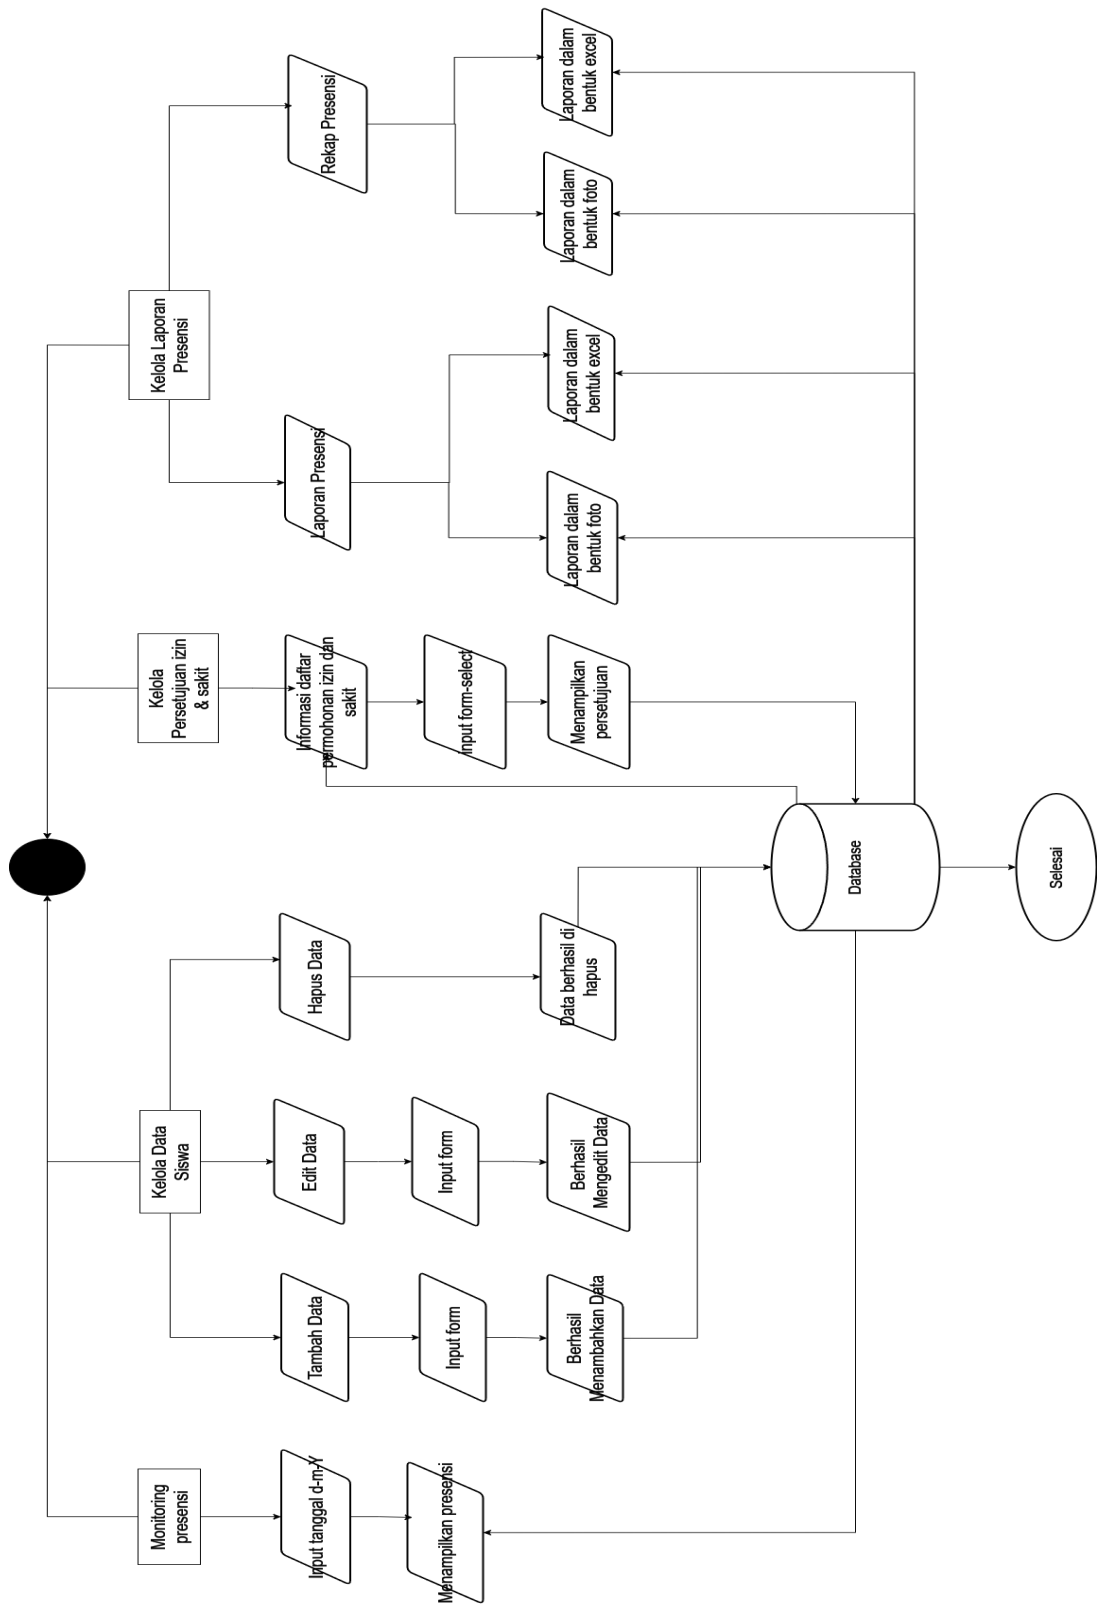 Monitoring
presensi
Kelola Data
Siswa
Kelola
Persetujuan izin
& sakit
Kelola Laporan
Presensi
Input tanggal d-m-Y
Tambah Data
Edit Data
Hapus Data
Informasi daftar
permohonan izin dan
sakit
Laporan Presensi
Rekap Presensi
Menampilkan presensi
Input form
Input form
Input form-select
Berhasil
Menambahkan Data
Berhasil
Mengedit Data
Data berhasil di
hapus
Menampilkan
persetujuan
Laporan dalam
bentuk foto
Laporan dalam
bentuk excel
Laporan dalam
bentuk foto
Laporan dalam
bentuk excel
Database
Selesai